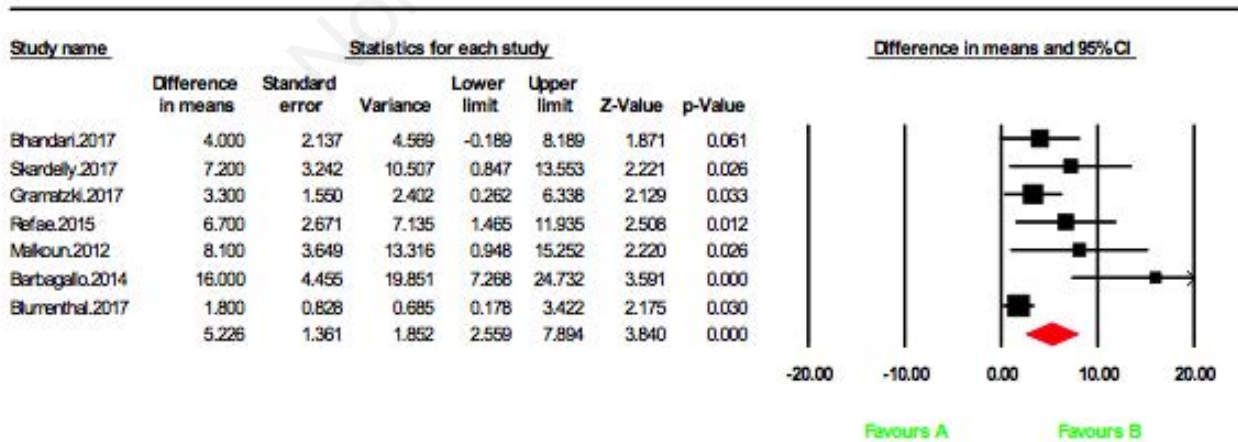 Study name Statistics for each study Difference in means and 95%CI
Difference Standard Lower Upper
in means error Variance limit limit Z-Value p-Value
Bhandari.2017 4.000 2.137 4.569 -0.189 8.189 1.871 0.061
Skardelly.2017 7.200 3.242 10.507 0.847 13.553 2.221 0.026
Gramatzki.2017 3.300 1.550 2.402 0.262 6.338 2.129 0.033
Refae.2015 6.700 2.671 7.135 1.465 11.935 2.508 0.012
Malkoun.2012 8.100 3.649 13.316 0.948 15.252 2.220 0.026
Barbagallo.2014 16.000 4.455 19.851 7.268 24.732 3.591 0.000
Blumenthal.2017 1.800 0.828 0.685 0.178 3.422 2.175 0.030
5.226 1.361 1.852 2.559 7.894 3.840 0.000
-20.00 -10.00 0.00 10.00 20.00
Favours A Favours B